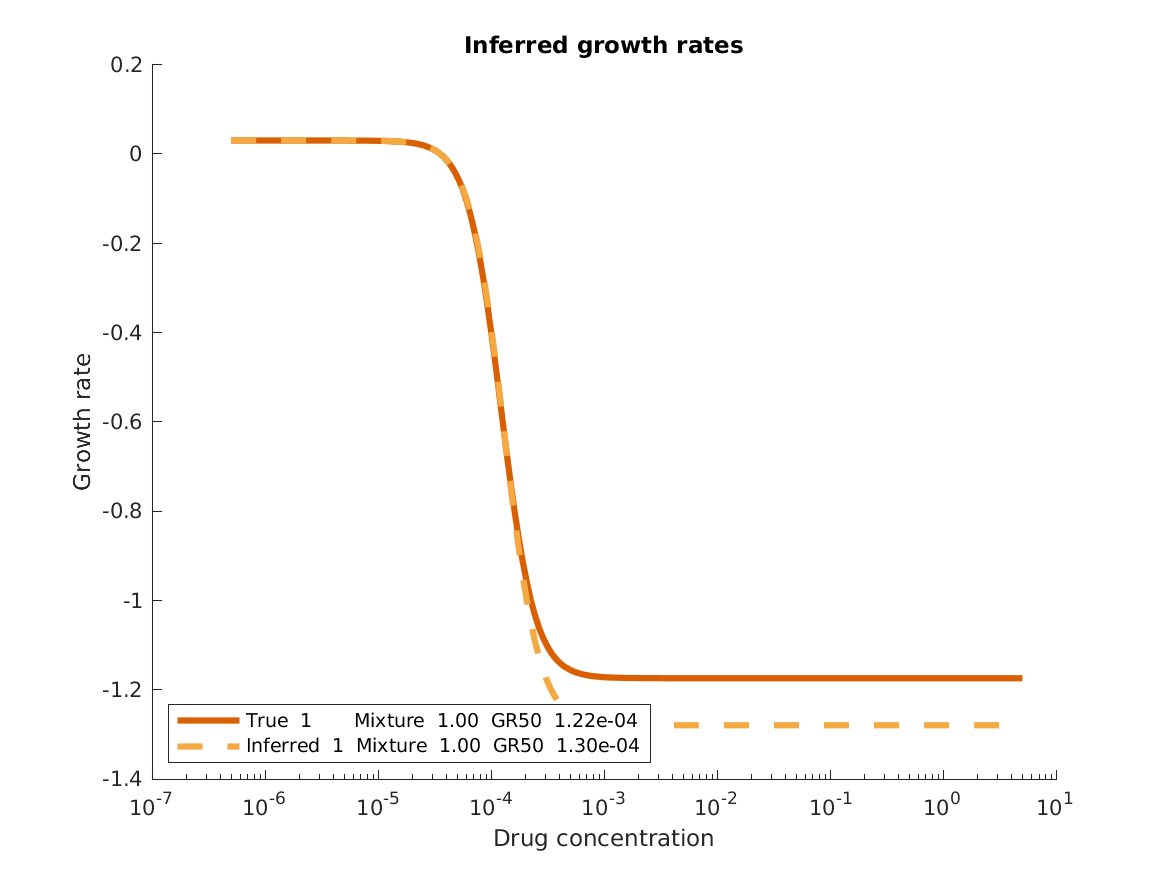 Inferred growth rates
0.2
0
-0.2
-0.4
-0.6
-0.8
-1
-1.2
-1.4
Growth rate
True 1 Mixture 1.00 GR50 1.22e-04
Inferred 1 Mixture 1.00 GR50 1.30e-04
10^-7 10^-6 10^-5 10^-4 10^-3 10^-2 10^-1 10^0 10^1
Drug concentration